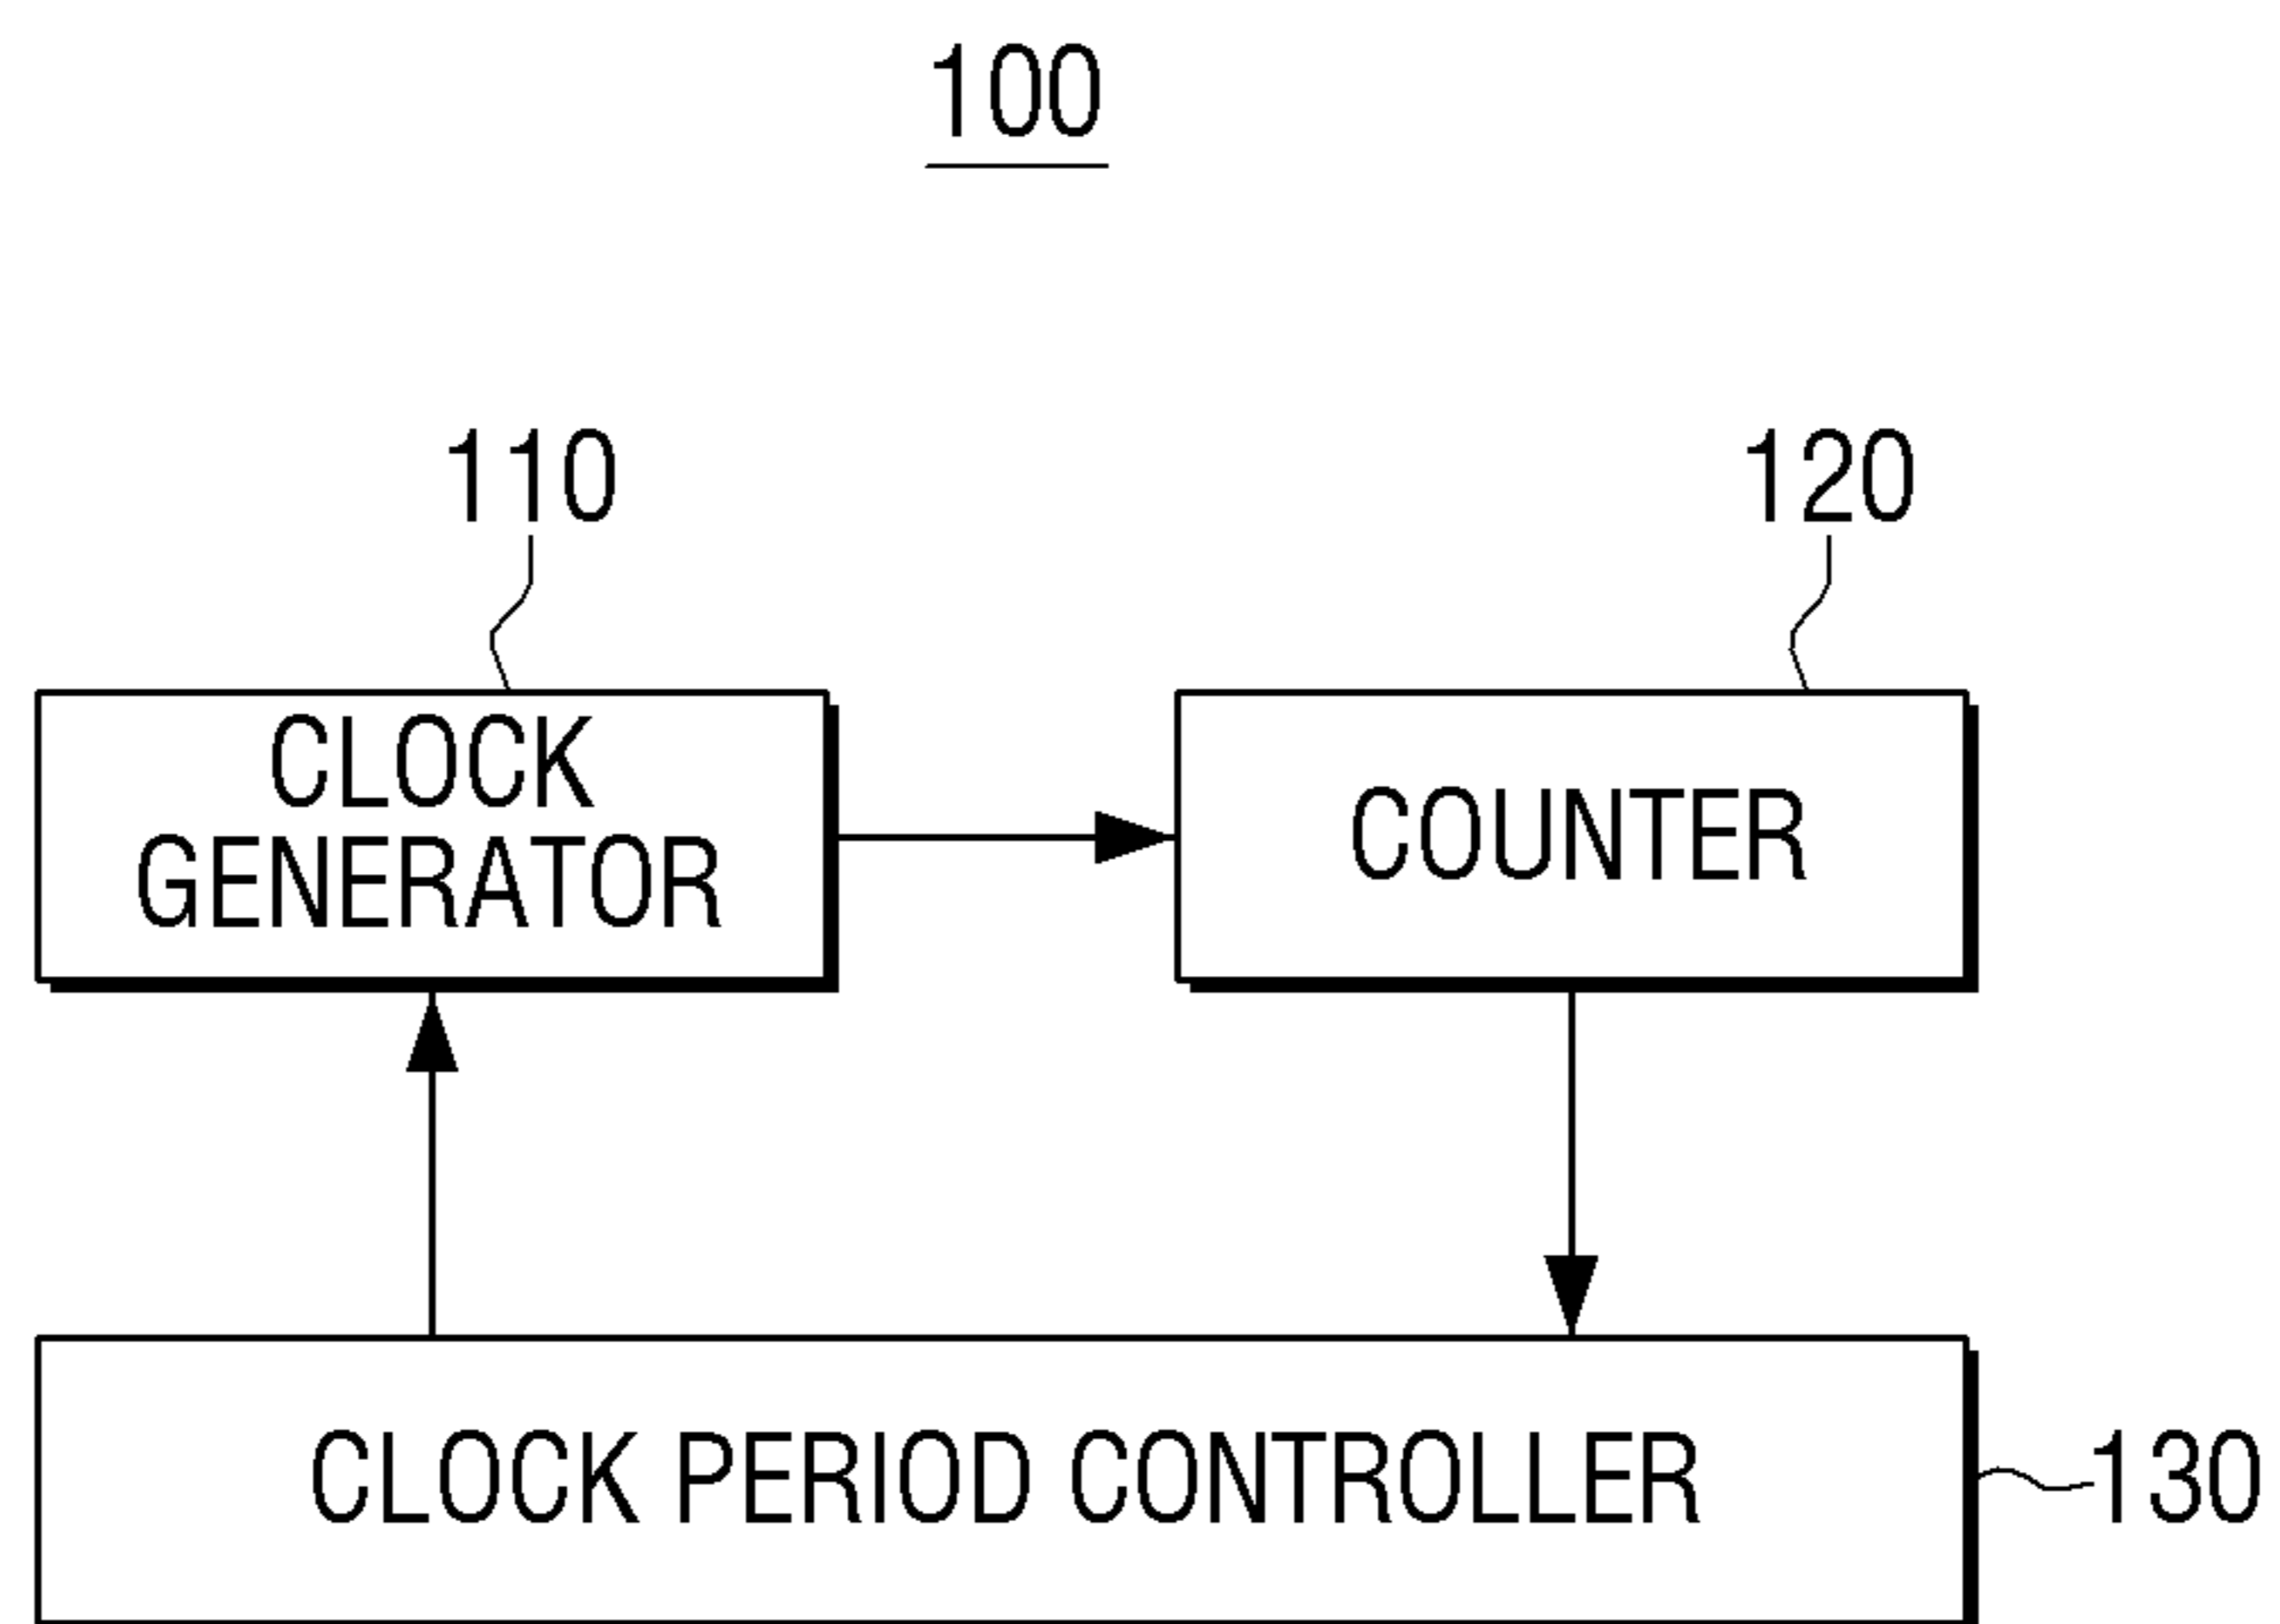 100
110
120
CLOCK
GENERATOR
COUNTER
CLOCK PERIOD CONTROLLER
130